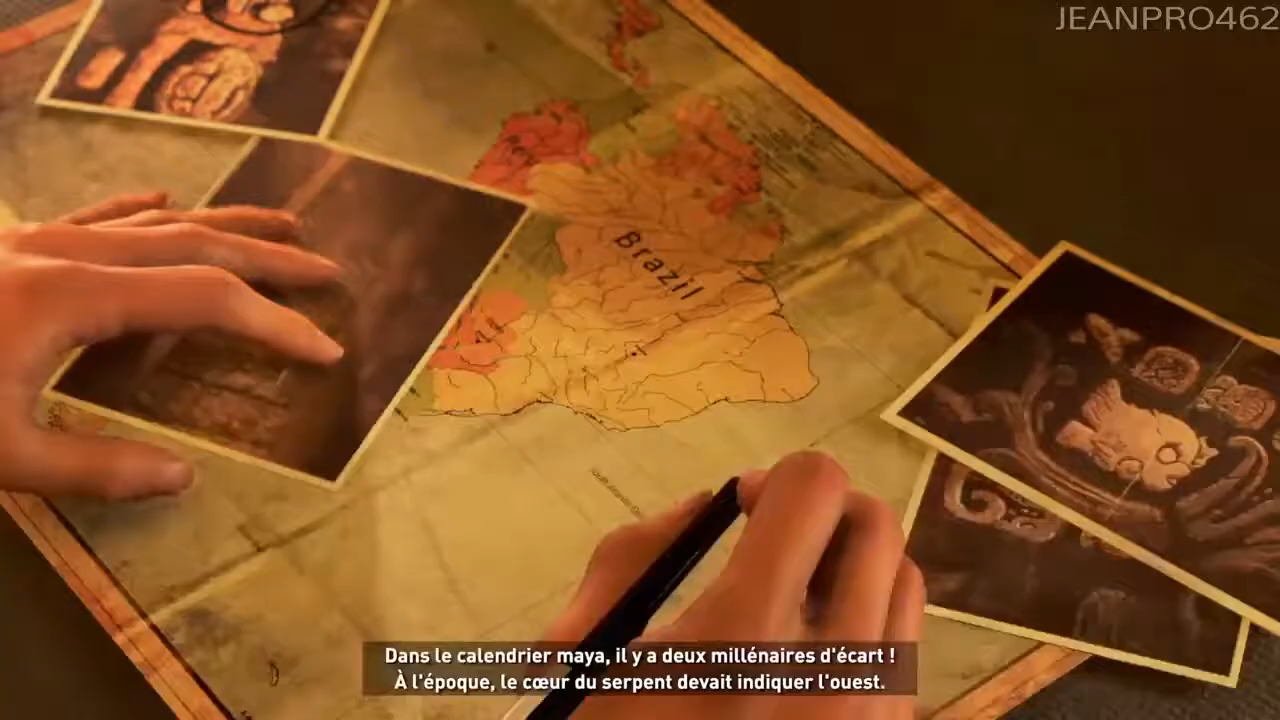 JEANPRO462
Brazil
Dans le calendrier maya, il y a deux millénaires d'écart !
À l'époque, le cœur du serpent devait indiquer l'ouest.